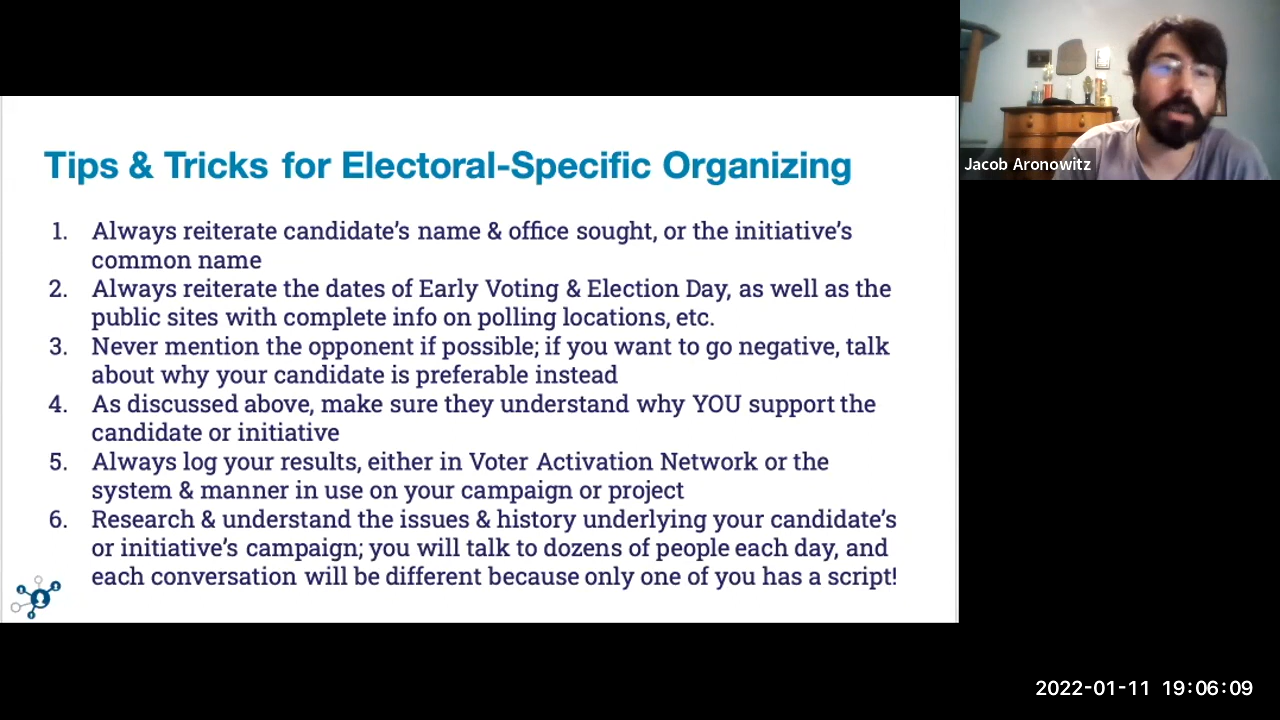 Tips & Tricks for Electoral-Specific Organizing
1. Always reiterate candidate’s name & office sought, or the initiative’s
common name
2. Always reiterate the dates of Early Voting & Election Day, as well as the
public sites with complete info on polling locations, etc.
3. Never mention the opponent if possible; if you want to go negative, talk
about why your candidate is preferable instead
4. As discussed above, make sure they understand why YOU support the
candidate or initiative
5. Always log your results, either in Voter Activation Network or the
system & manner in use on your campaign or project
6. Research & understand the issues & history underlying your candidate’s
or initiative’s campaign; you will talk to dozens of people each day, and
each conversation will be different because only one of you has a script!
Jacob Aronowitz
2022-01-11 19:06:09